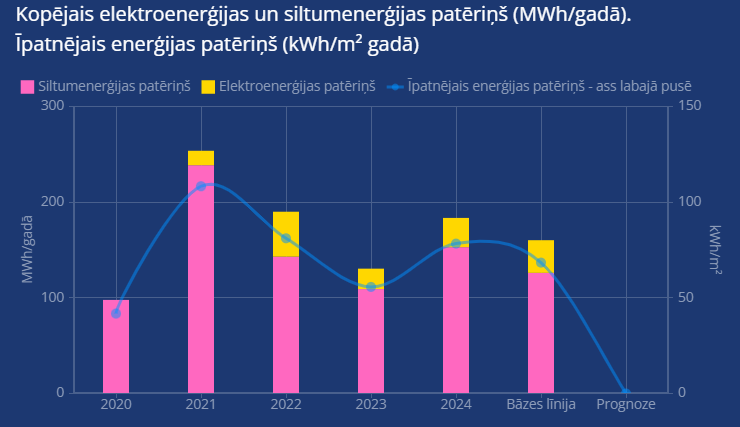 Kopējais elektroenerģijas un siltumenerģijas patēriņš (MWh/gadā).
Īpatnējais enerģijas patēriņš (kWh/m² gadā)
Siltumenerģijas patēriņš Elektroenerģijas patēriņš Īpatnējais enerģijas patēriņš - ass labajā pusē
300 150
200 100
100 50
0 0
MWh/gadā
kWh/m²
2020 2021 2022 2023 2024 Bāzes līnija Prognoze